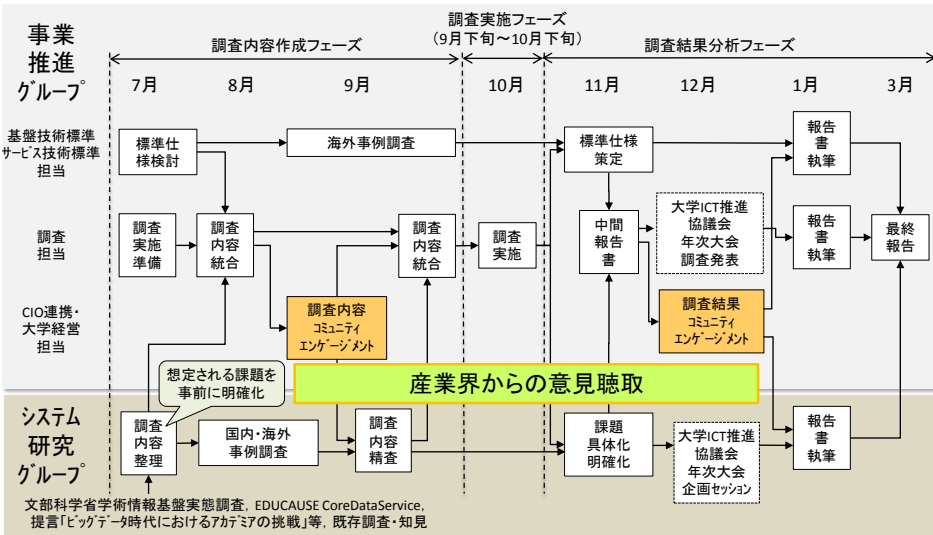 事業
推進
グループ
調査内容作成フェーズ
調査実施フェーズ
(9月下旬~10月下旬)
調査結果分析フェーズ
7月
8月
9月
10月
11月
12月
1月
3月
基盤技術標準
サービス技術標準
担当
標準仕
様検討
海外事例調査
標準仕様
策定
報告
書
執筆
調査
担当
調査
実施
準備
調査
内容
統合
調査
内容
統合
調査
実施
中間
報告
書
大学ICT推進
協議会
年次大会
調査発表
報告
書
執筆
最終
報告
CIO連携・
大学経営
担当
調査内容
コミュニティ
エンゲージメント
調査結果
コミュニティ
エンゲージメント
想定される課題を
事前に明確化
産業界からの意見聴取
システム
研究
グループ
調査
内容
整理
国内・海外
事例調査
調査
内容
精査
課題
具体化
明確化
大学ICT推進
協議会
年次大会
企画セッション
報告
書
執筆
文部科学省学術情報基盤実態調査, EDUCAUSE CoreDataService,
提言「ビッグデータ時代におけるアカデミアの挑戦」等, 既存調査・知見